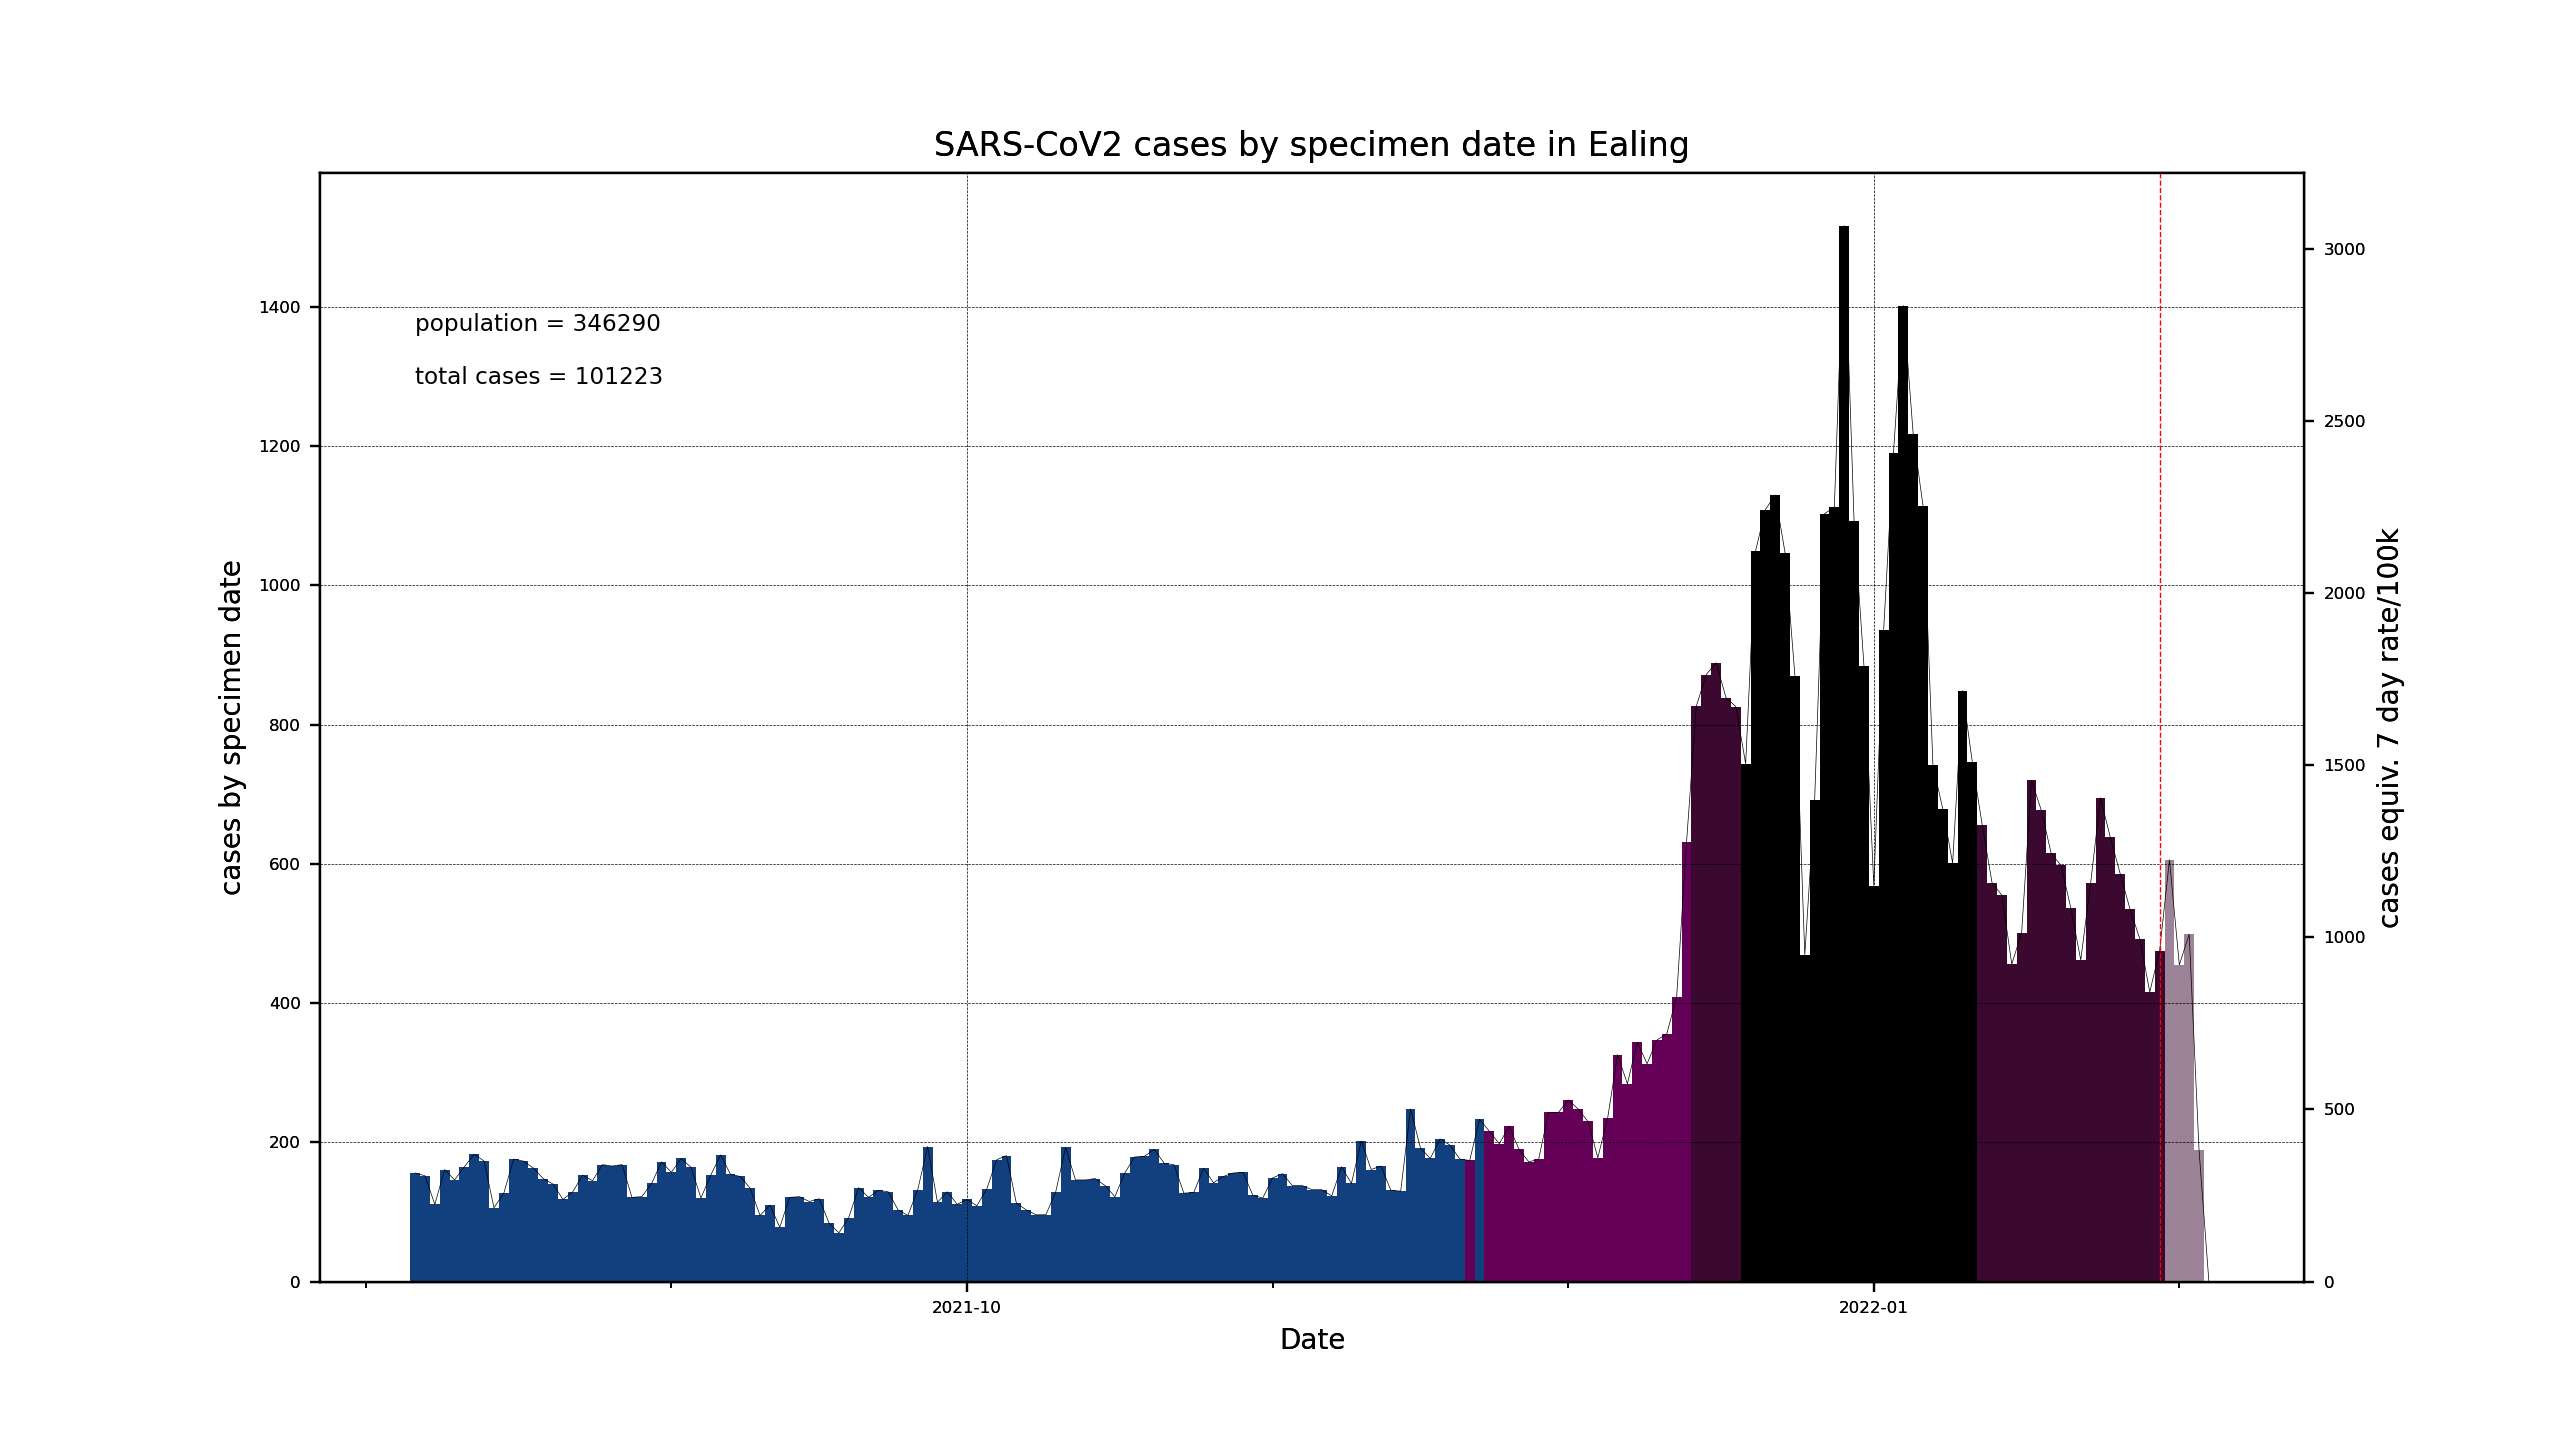 SARS-CoV2 cases by specimen date in Ealing
population = 346290
total cases = 101223
cases by specimen date
1400
1200
1000
800
600
400
200
0
3000
2500
2000
1500
1000
500
0
cases equiv. 7 day rate/100k
2021-10
2022-01
Date